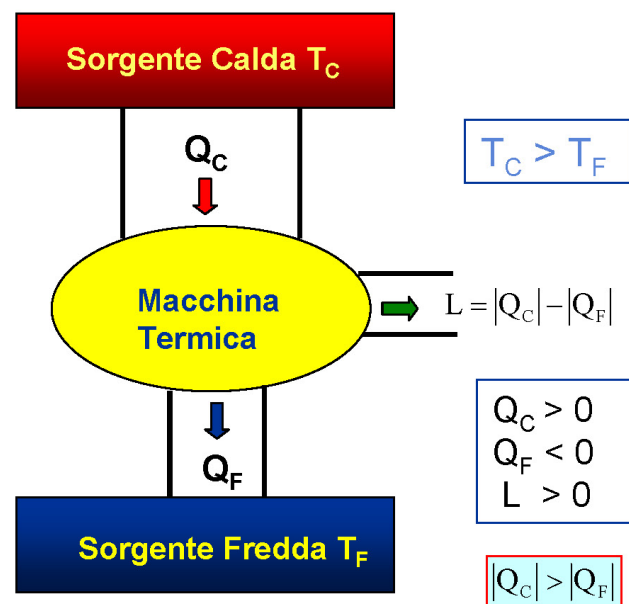 Sorgente Calda T_C
Q_C
T_C > T_F
Macchina
Termica
L = |Q_C| − |Q_F|
Q_C > 0
Q_F < 0
L > 0
Q_F
Sorgente Fredda T_F
|Q_C| > |Q_F|